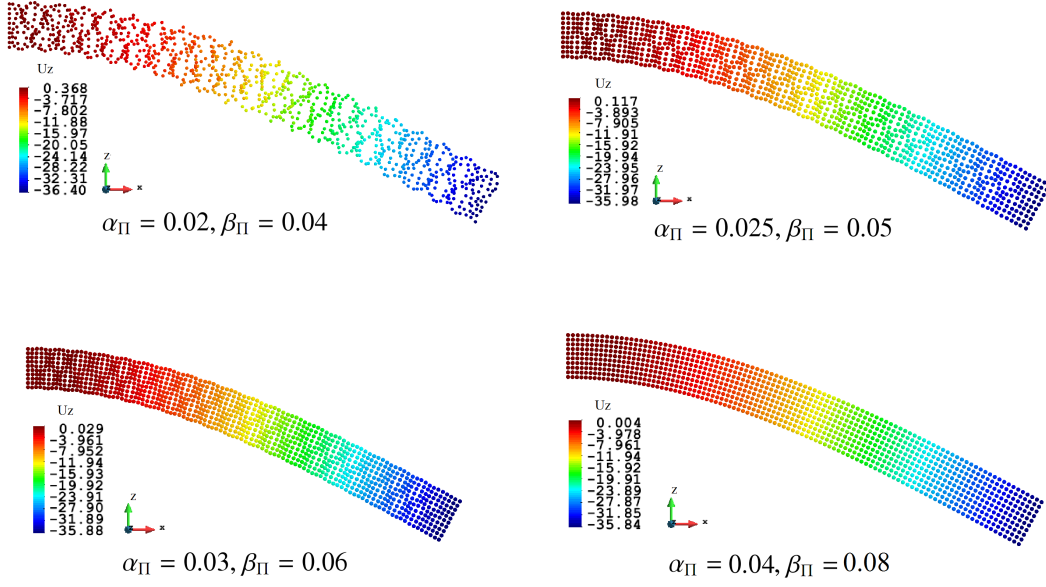 Uz
0.368
-3.717
-7.802
-11.88
-15.97
-20.05
-24.14
-28.22
-32.31
-36.40
z
x
α_Π = 0.02, β_Π = 0.04
Uz
0.117
-3.893
-7.905
-11.91
-15.92
-19.94
-23.95
-27.96
-31.97
-35.98
z
x
α_Π = 0.025, β_Π = 0.05
Uz
0.029
-3.961
-7.952
-11.94
-15.93
-19.92
-23.91
-27.90
-31.89
-35.88
z
x
α_Π = 0.03, β_Π = 0.06
Uz
0.004
-3.978
-7.961
-11.94
-15.92
-19.91
-23.89
-27.87
-31.85
-35.84
z
x
α_Π = 0.04, β_Π = 0.08